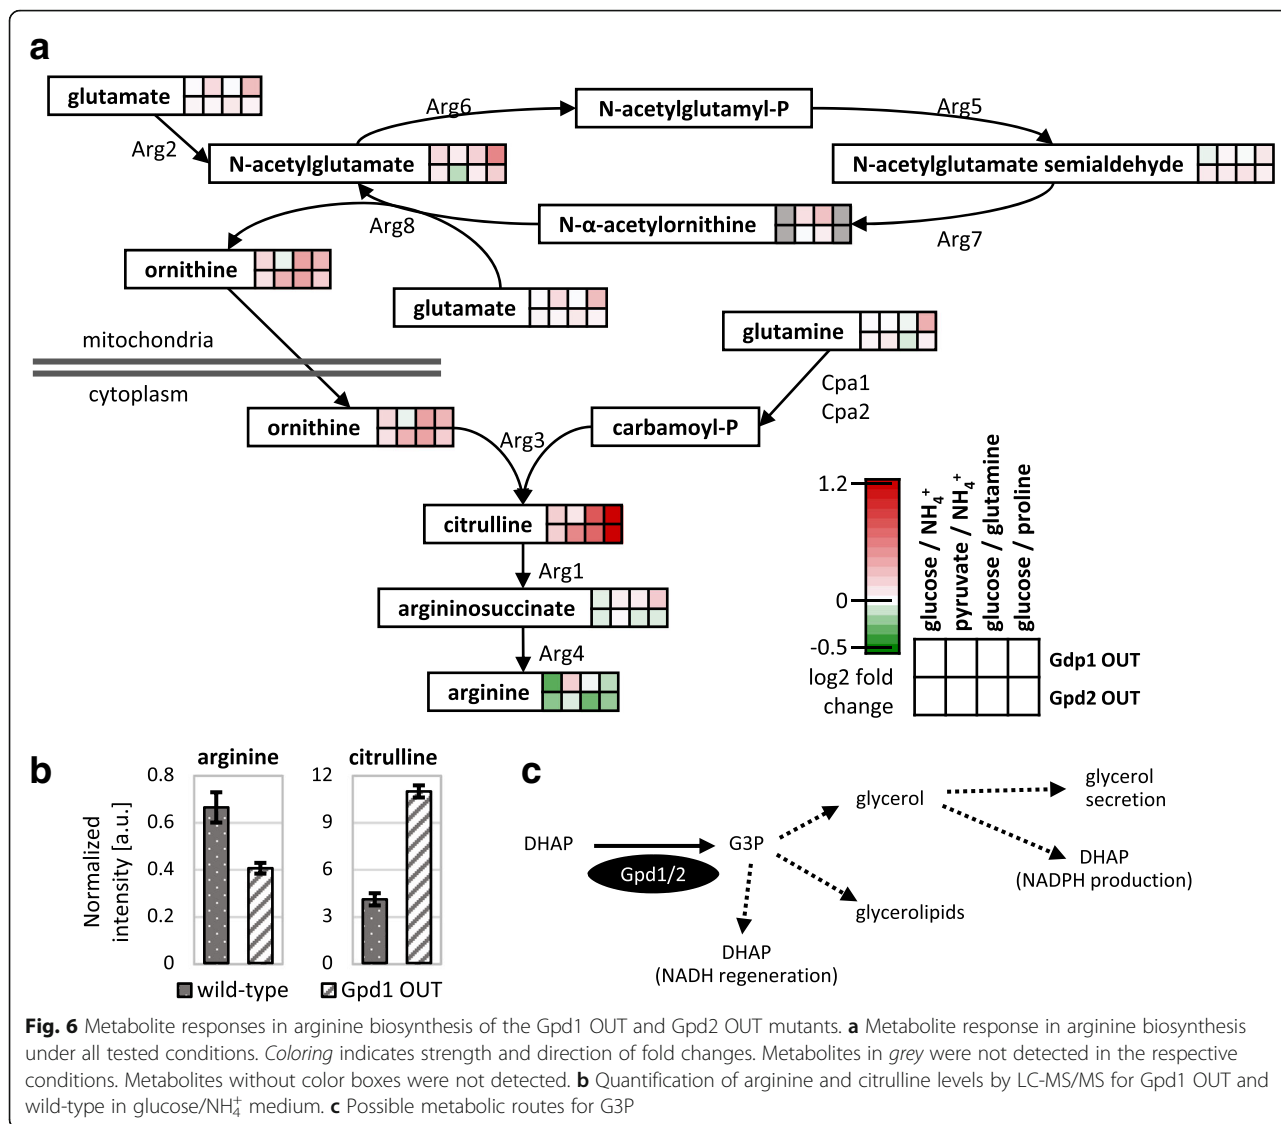 a
glutamate
Arg2
N-acetylglutamate
Arg6
N-acetylglutamyl-P
Arg5
N-acetylglutamate semialdehyde
Arg7
N-α-acetylornithine
Arg8
ornithine
glutamate
mitochondria
cytoplasm
glutamine
Cpa1
Cpa2
ornithine
Arg3
carbamoyl-P
citrulline
Arg1
argininosuccinate
Arg4
arginine
1.2
0
-0.5
log2 fold
change
glucose / NH4+
pyruvate / NH4+
glucose / glutamine
glucose / proline
Gdp1 OUT
Gpd2 OUT
b
arginine
citrulline
Normalized
intensity [a.u.]
0.8
0.6
0.4
0.2
0
12
9
6
3
0
wild-type
Gpd1 OUT
c
DHAP
Gpd1/2
G3P
glycerol
glycerol
secretion
DHAP
(NADPH production)
glycerolipids
DHAP
(NADH regeneration)
Fig. 6 Metabolite responses in arginine biosynthesis of the Gpd1 OUT and Gpd2 OUT mutants. a Metabolite response in arginine biosynthesis
under all tested conditions. Coloring indicates strength and direction of fold changes. Metabolites in grey were not detected in the respective
conditions. Metabolites without color boxes were not detected. b Quantification of arginine and citrulline levels by LC-MS/MS for Gpd1 OUT and
wild-type in glucose/NH4+ medium. c Possible metabolic routes for G3P